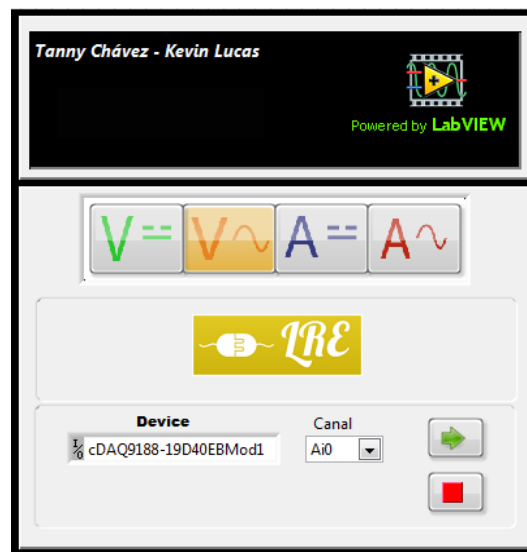 Tanny Chávez - Kevin Lucas
Powered by LabVIEW
V V A A
LRE
Device Canal
I/O cDAQ9188-19D40EBMod1 Ai0